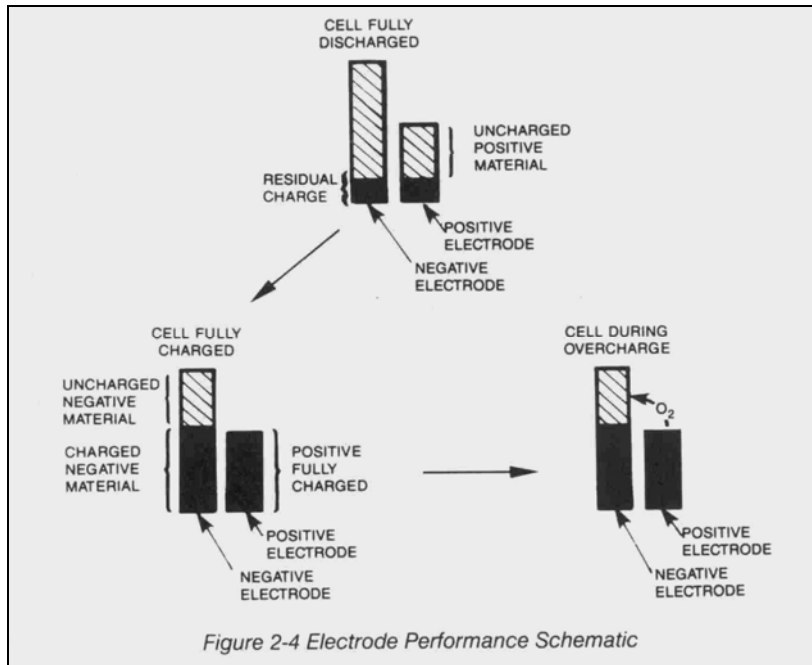 CELL FULLY
DISCHARGED
UNCHARGED
POSITIVE
MATERIAL
RESIDUAL
CHARGE
POSITIVE
ELECTRODE
NEGATIVE
ELECTRODE
CELL FULLY
CHARGED
UNCHARGED
NEGATIVE
MATERIAL
CHARGED
NEGATIVE
MATERIAL
POSITIVE
FULLY
CHARGED
POSITIVE
ELECTRODE
NEGATIVE
ELECTRODE
CELL DURING
OVERCHARGE
O₂
POSITIVE
ELECTRODE
NEGATIVE
ELECTRODE
Figure 2-4 Electrode Performance Schematic